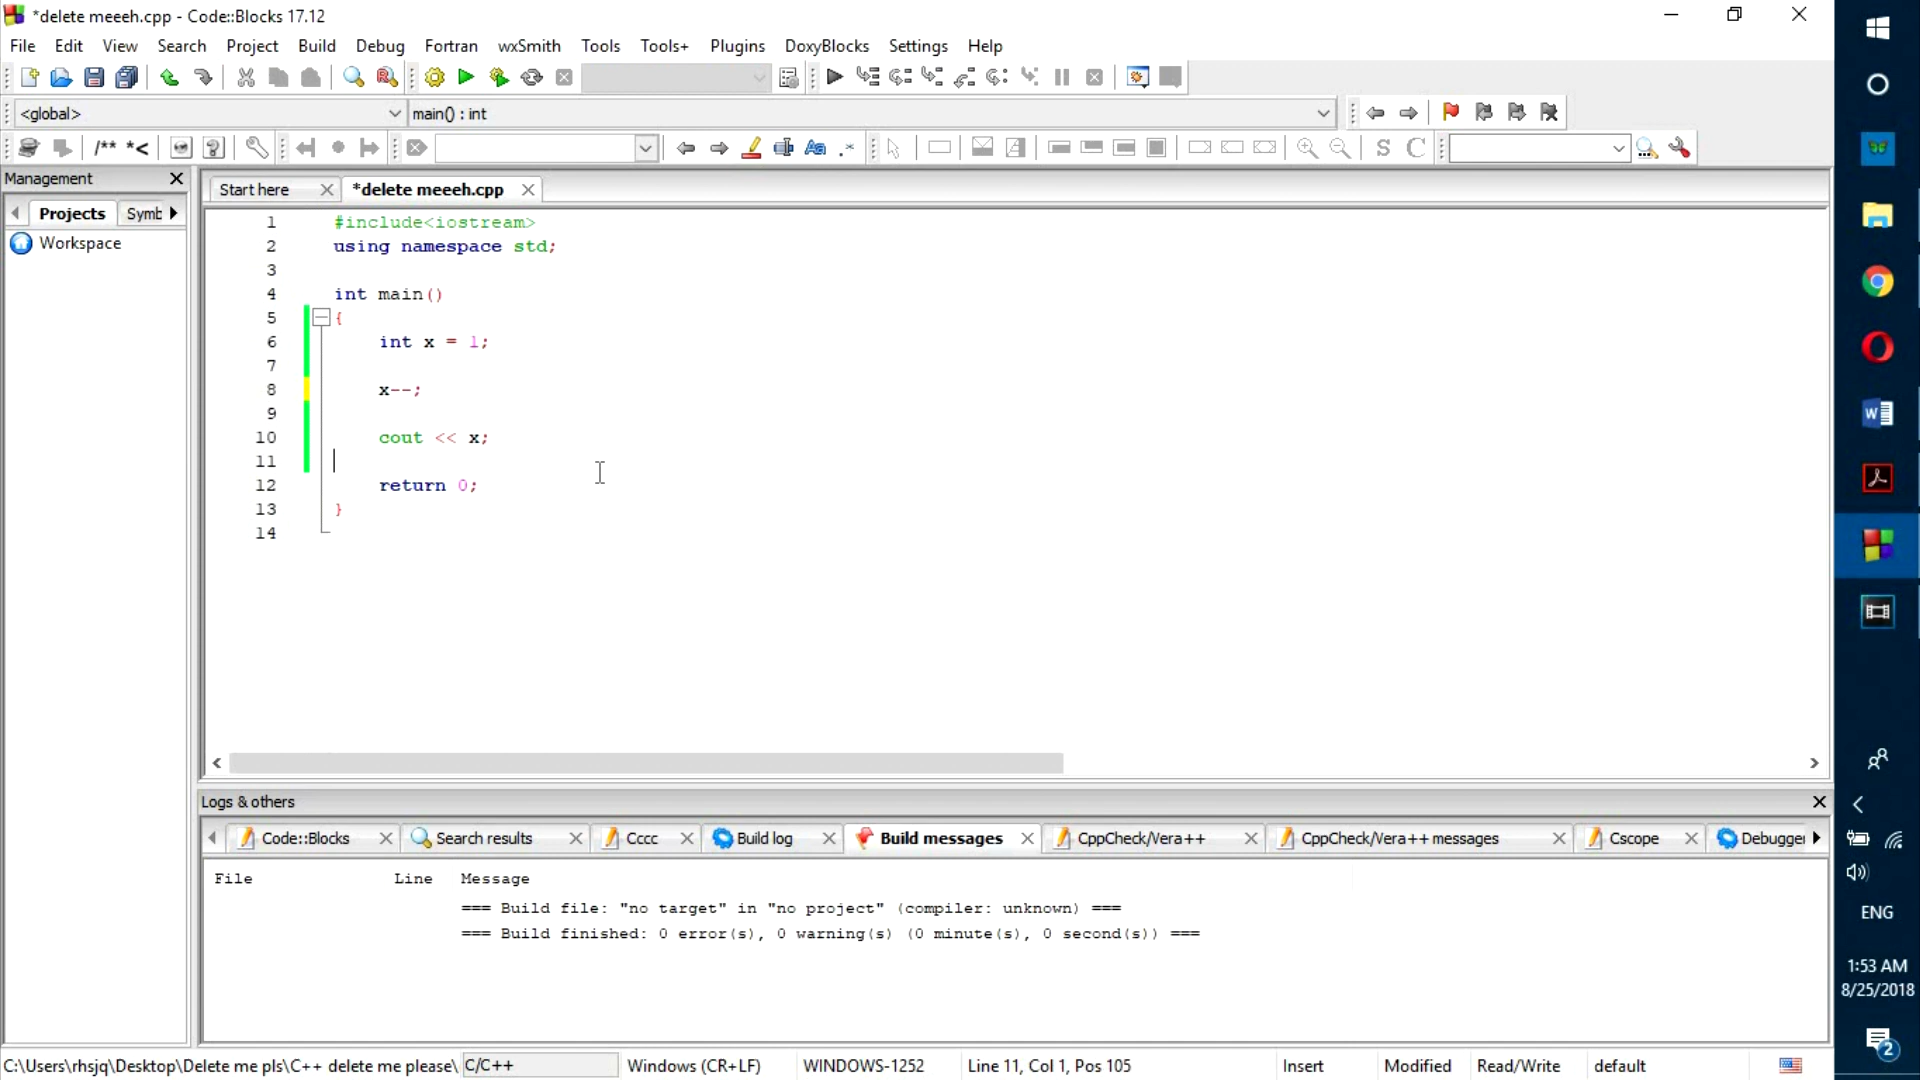 *delete meeeh.cpp - Code::Blocks 17.12
File Edit View Search Project Build Debug Fortran wxSmith Tools Tools+ Plugins DoxyBlocks Settings Help
<global> main() : int
/** *<
Management
Projects Symb
Workspace
Start here *delete meeeh.cpp
1 #include<iostream>
2 using namespace std;
3
4 int main()
5 {
6 int x = 1;
7
8 x--;
9
10 cout << x;
11
12 return 0;
13 }
14
Logs & others
Code::Blocks Search results Cccc Build log Build messages CppCheck/Vera++ CppCheck/Vera++ messages Cscope Debugger
File Line Message
=== Build file: "no target" in "no project" (compiler: unknown) ===
=== Build finished: 0 error(s), 0 warning(s) (0 minute(s), 0 second(s)) ===
C:\Users\rhsjq\Desktop\Delete me pls\C++ delete me please\ C/C++ Windows (CR+LF) WINDOWS-1252 Line 11, Col 1, Pos 105 Insert Modified Read/Write default
ENG
1:53 AM
8/25/2018
2